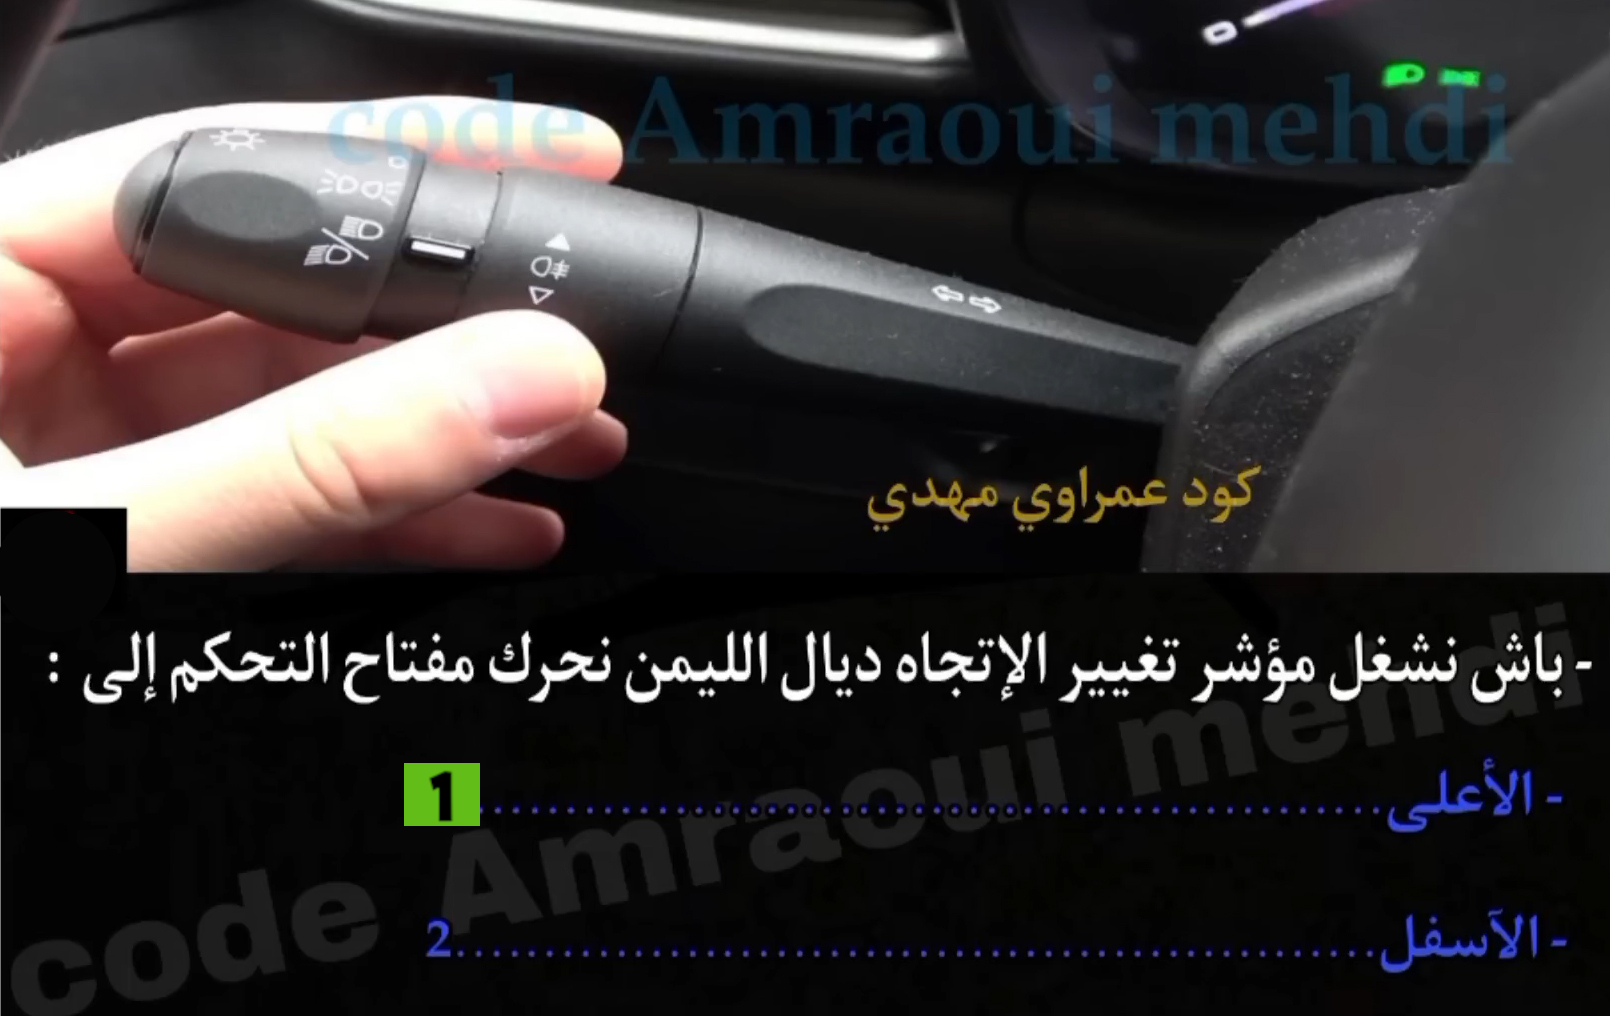 code Amraoui mehdi
كود عمراوي مهدي
- باش نشغل مؤشر تغيير الإتجاه ديال الليمن نحرك مفتاح التحكم إلى :
- الأعلى......................................................1
- الآسفل......................................................2
code Amraoui mehdi